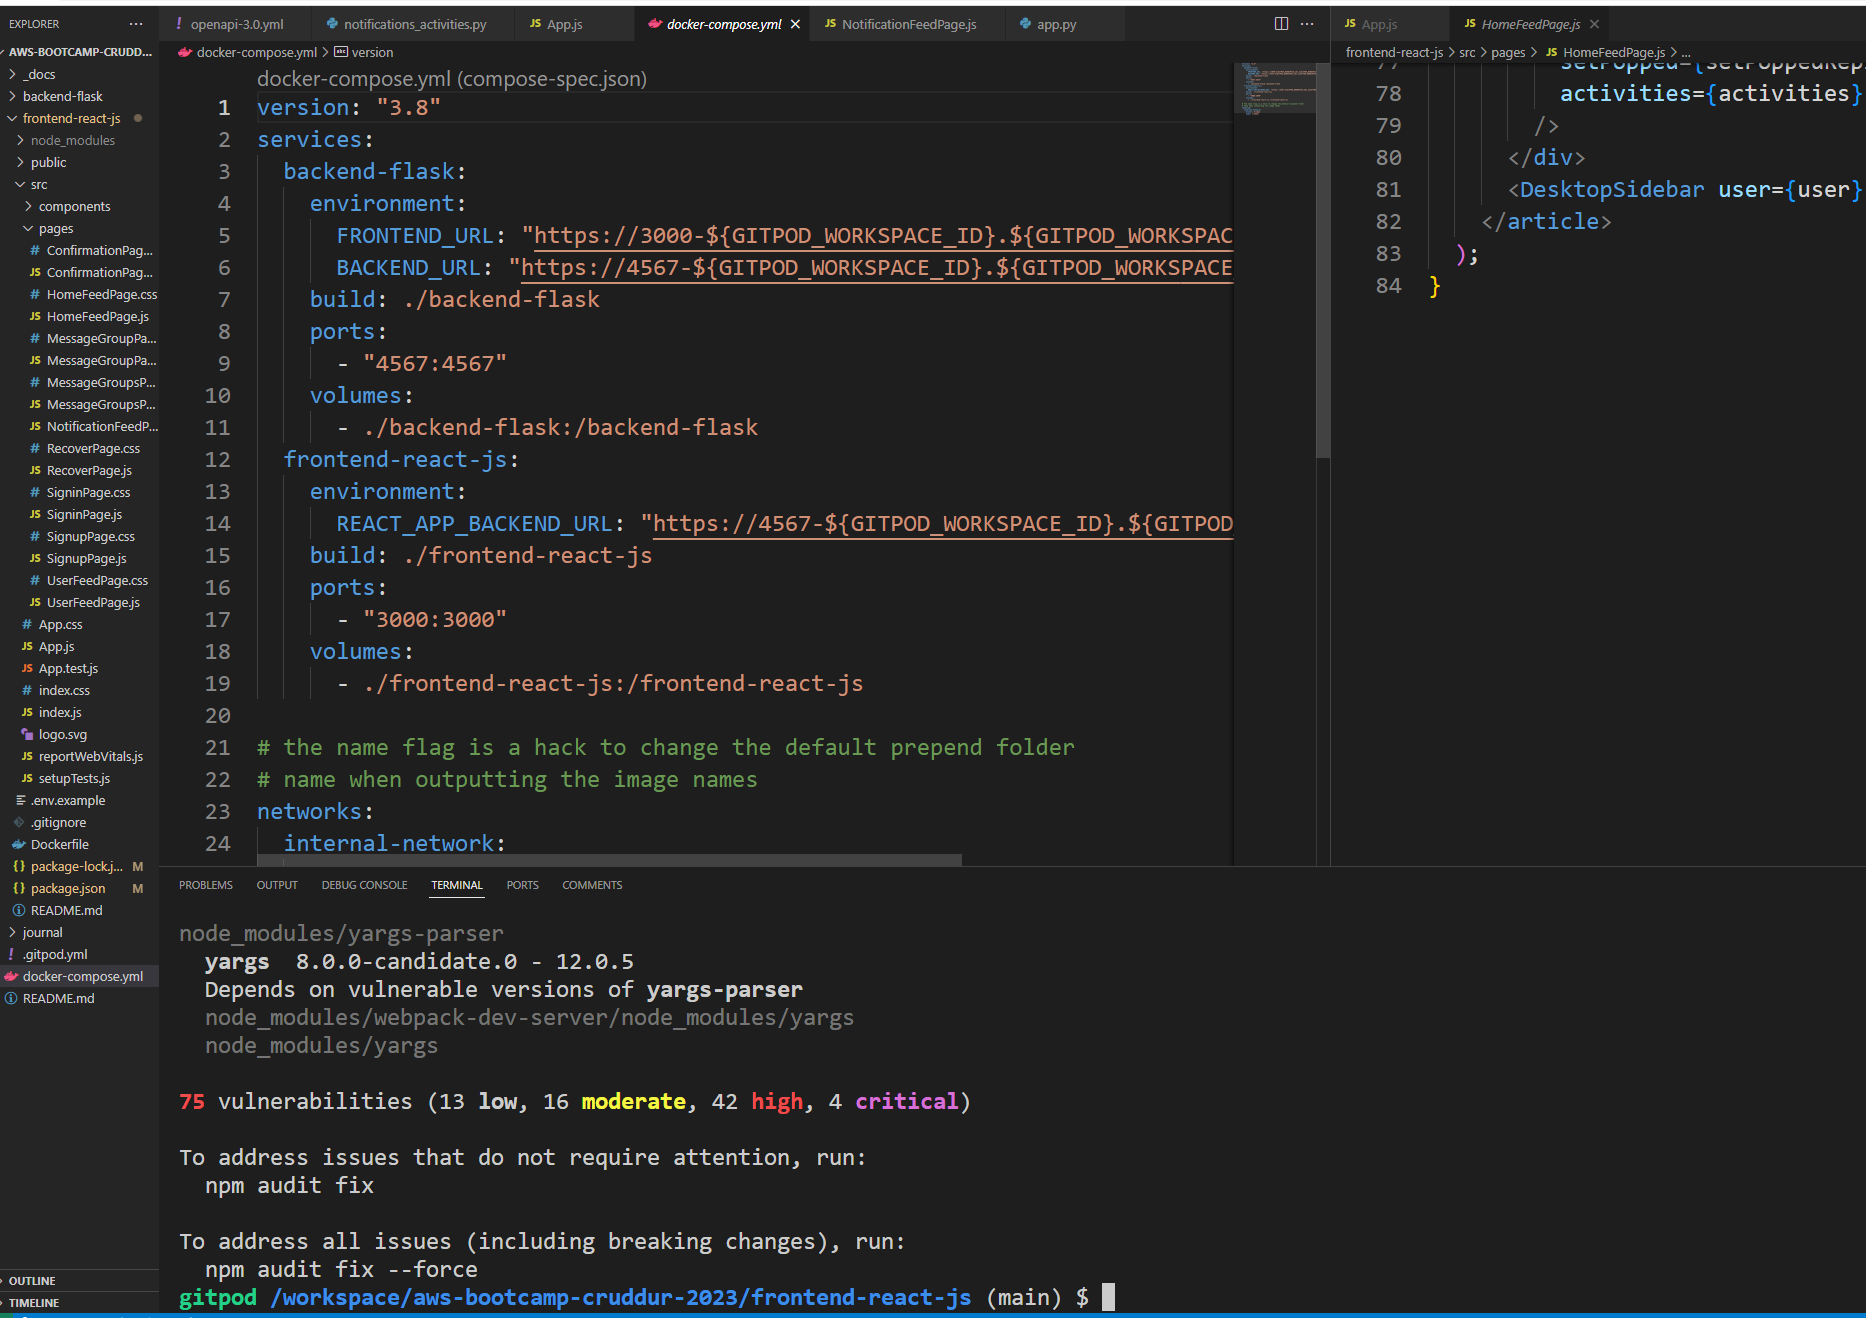 EXPLORER
AWS-BOOTCAMP-CRUDD...
_docs
backend-flask
frontend-react-js
node_modules
public
src
components
pages
# ConfirmationPag...
JS ConfirmationPag...
# HomeFeedPage.css
JS HomeFeedPage.js
# MessageGroupPa...
JS MessageGroupPa...
# MessageGroupsP...
JS MessageGroupsP...
JS NotificationFeedP...
# RecoverPage.css
JS RecoverPage.js
# SigninPage.css
JS SigninPage.js
# SignupPage.css
JS SignupPage.js
# UserFeedPage.css
JS UserFeedPage.js
# App.css
JS App.js
JS App.test.js
# index.css
JS index.js
logo.svg
JS reportWebVitals.js
JS setupTests.js
.env.example
.gitignore
Dockerfile
{} package-lock.j... M
{} package.json M
README.md
journal
! .gitpod.yml
docker-compose.yml
README.md
OUTLINE
TIMELINE
! openapi-3.0.yml notifications_activities.py JS App.js docker-compose.yml JS NotificationFeedPage.js app.py
docker-compose.yml > abc version
docker-compose.yml (compose-spec.json)
1 version: "3.8"
2 services:
3 backend-flask:
4 environment:
5 FRONTEND_URL: "https://3000-${GITPOD_WORKSPACE_ID}.${GITPOD_WORKSPAC
6 BACKEND_URL: "https://4567-${GITPOD_WORKSPACE_ID}.${GITPOD_WORKSPACE
7 build: ./backend-flask
8 ports:
9 - "4567:4567"
10 volumes:
11 - ./backend-flask:/backend-flask
12 frontend-react-js:
13 environment:
14 REACT_APP_BACKEND_URL: "https://4567-${GITPOD_WORKSPACE_ID}.${GITPOD
15 build: ./frontend-react-js
16 ports:
17 - "3000:3000"
18 volumes:
19 - ./frontend-react-js:/frontend-react-js
20
21 # the name flag is a hack to change the default prepend folder
22 # name when outputting the image names
23 networks:
24 internal-network:
JS App.js JS HomeFeedPage.js
frontend-react-js > src > pages > JS HomeFeedPage.js > ...
77 setPopped={setPoppedRep
78 activities={activities}
79 />
80 </div>
81 <DesktopSidebar user={user}
82 </article>
83 );
84 }
PROBLEMS OUTPUT DEBUG CONSOLE TERMINAL PORTS COMMENTS
node_modules/yargs-parser
yargs 8.0.0-candidate.0 - 12.0.5
Depends on vulnerable versions of yargs-parser
node_modules/webpack-dev-server/node_modules/yargs
node_modules/yargs
75 vulnerabilities (13 low, 16 moderate, 42 high, 4 critical)
To address issues that do not require attention, run:
npm audit fix
To address all issues (including breaking changes), run:
npm audit fix --force
gitpod /workspace/aws-bootcamp-cruddur-2023/frontend-react-js (main) $